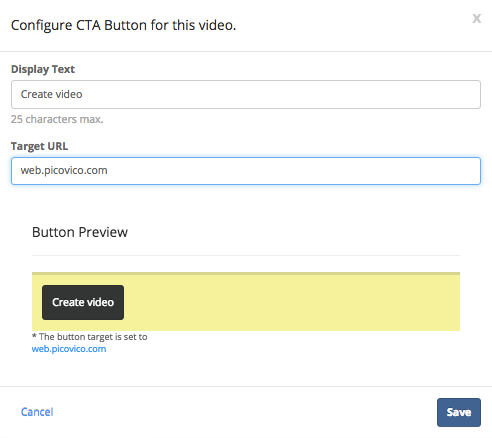 Configure CTA Button for this video.
x
Display Text
Create video
25 characters max.
Target URL
web.picovico.com
Button Preview
Create video
* The button target is set to
web.picovico.com
Cancel
Save